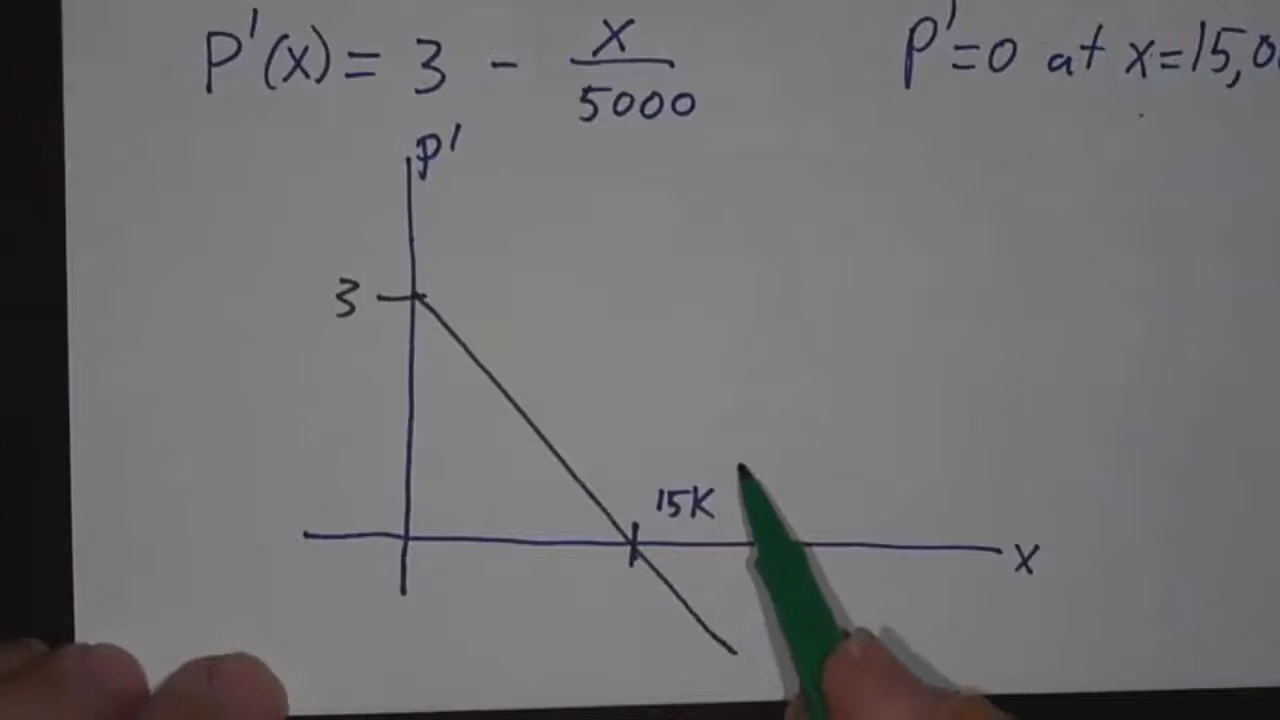 P'(x) = 3 - x/5000
P'=0 at x=15,0
P'
3
15K
x